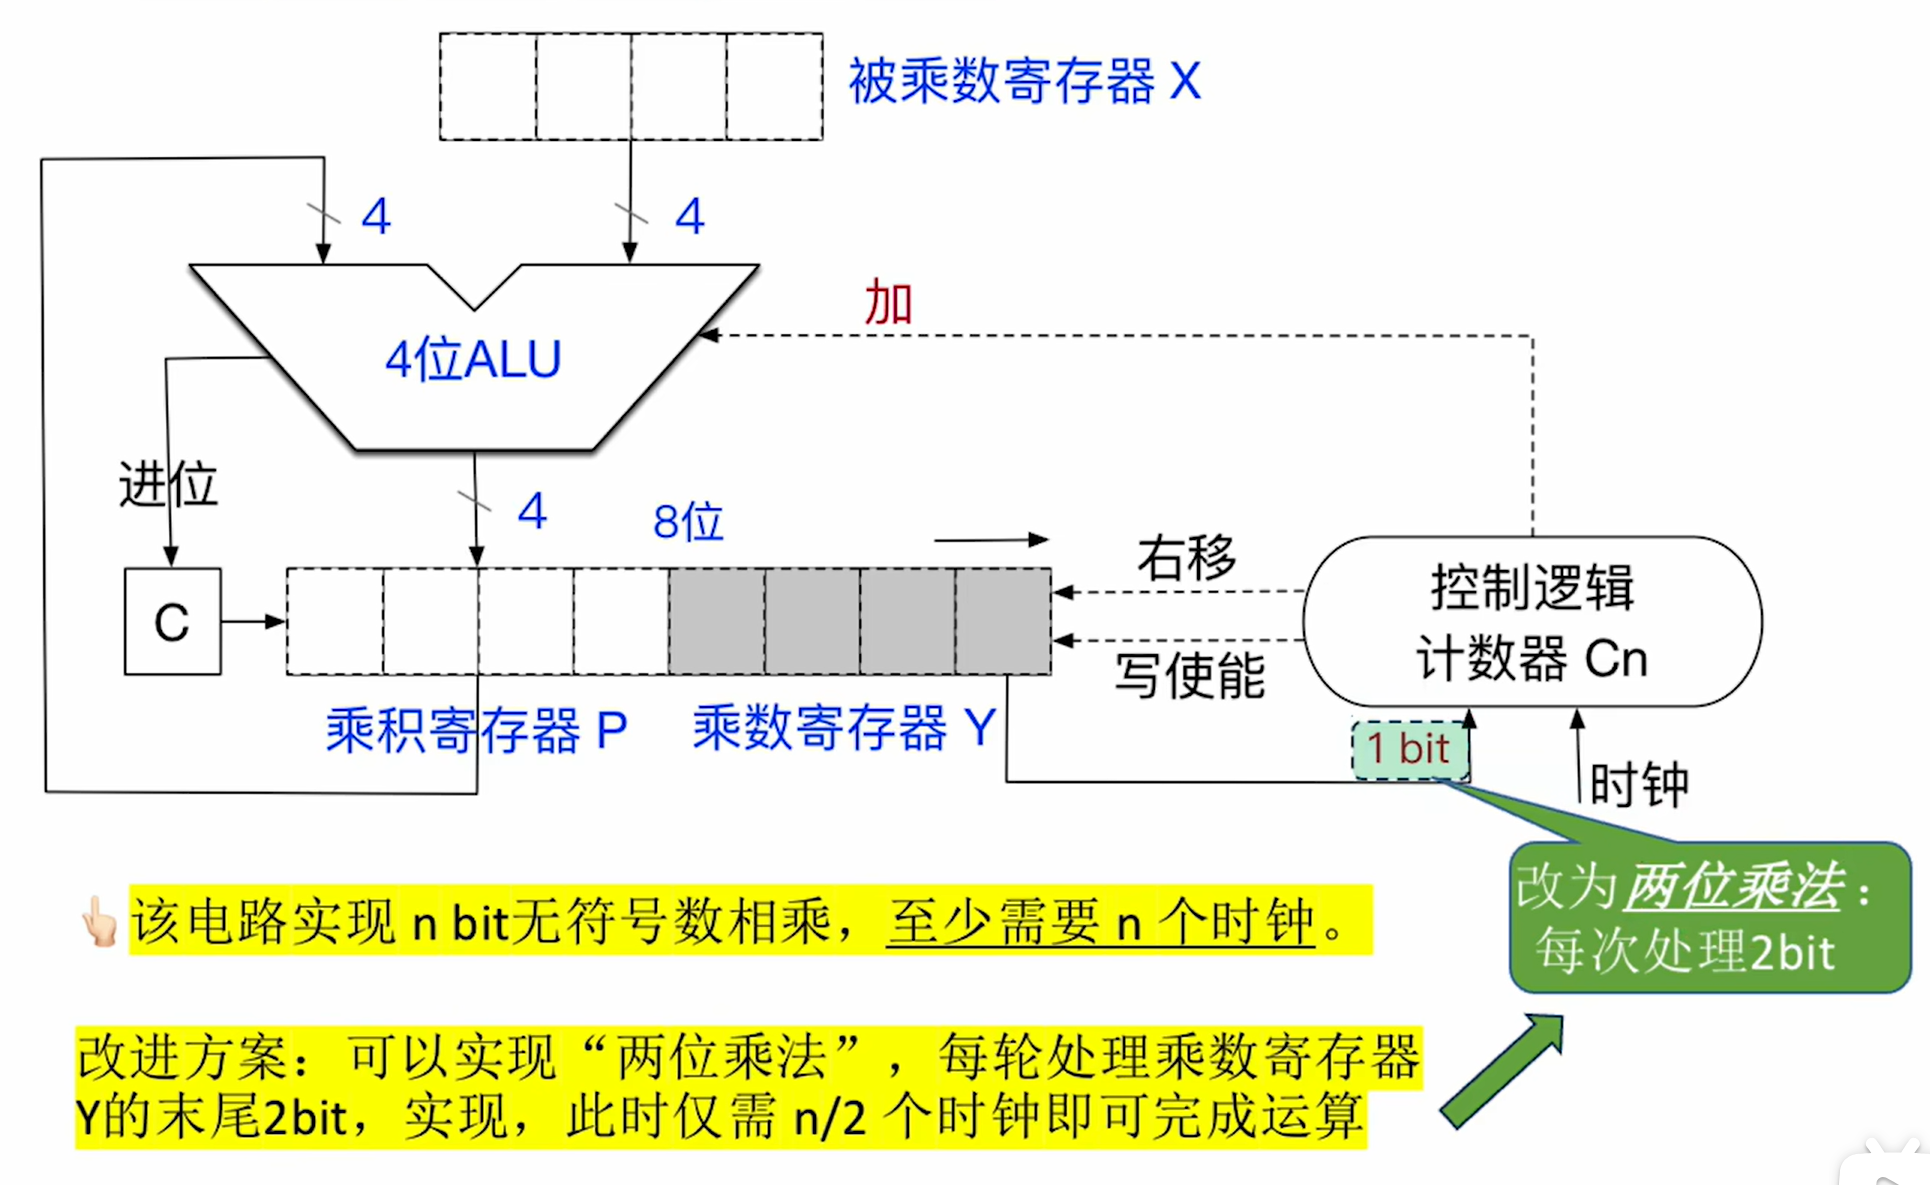 被乘数寄存器 X
4
4
加
4位ALU
进位
4
8位
右移
C
控制逻辑
计数器 Cn
写使能
乘积寄存器 P
乘数寄存器 Y
1 bit
时钟
改为两位乘法：
每次处理2bit
该电路实现 n bit无符号数相乘，至少需要 n 个时钟。
改进方案：可以实现“两位乘法”，每轮处理乘数寄存器
Y的末尾2bit，实现，此时仅需 n/2 个时钟即可完成运算